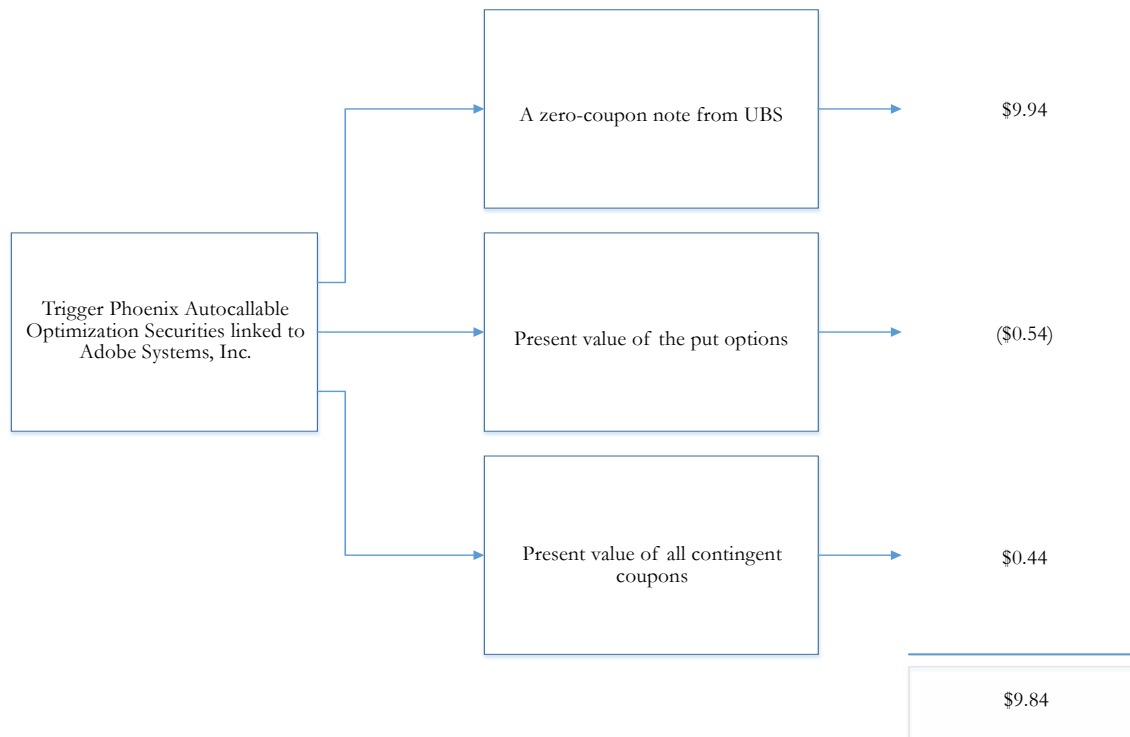 A zero-coupon note from UBS
$9.94
Trigger Phoenix Autocallable
Optimization Securities linked to
Adobe Systems, Inc.
Present value of the put options
($0.54)
Present value of all contingent
coupons
$0.44
$9.84